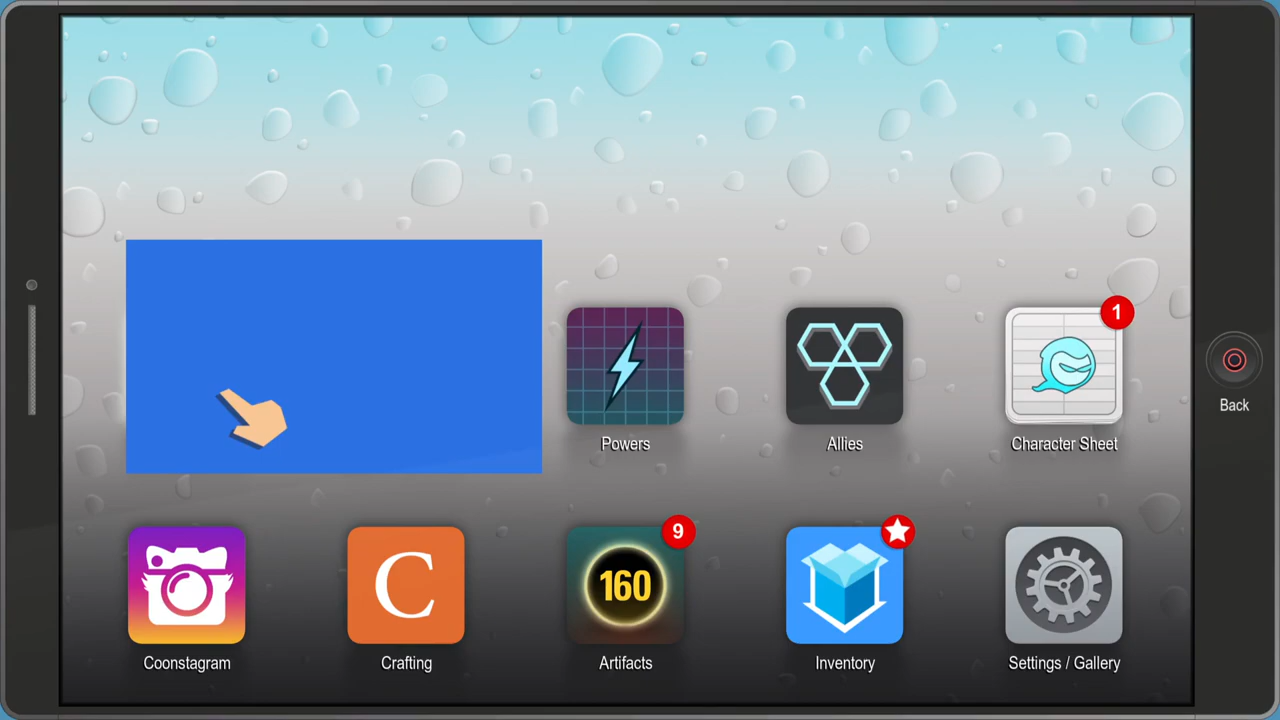 1
Powers
Allies
Character Sheet
Back
9
C
160
Coonstagram
Crafting
Artifacts
Inventory
Settings / Gallery